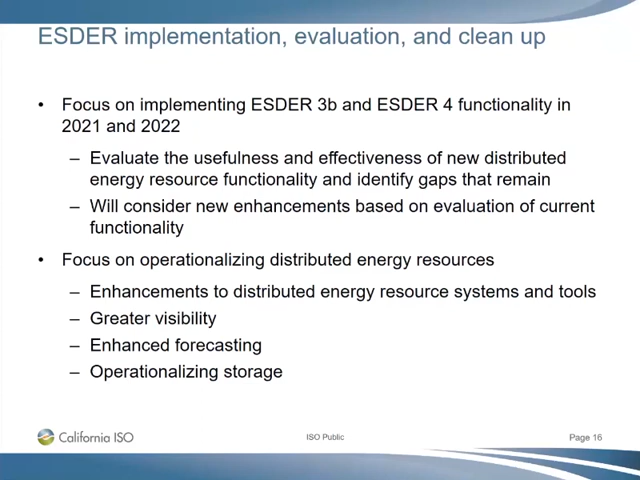 ESDER implementation, evaluation, and clean up
• Focus on implementing ESDER 3b and ESDER 4 functionality in
2021 and 2022
– Evaluate the usefulness and effectiveness of new distributed
energy resource functionality and identify gaps that remain
– Will consider new enhancements based on evaluation of current
functionality
• Focus on operationalizing distributed energy resources
– Enhancements to distributed energy resource systems and tools
– Greater visibility
– Enhanced forecasting
– Operationalizing storage
California ISO
ISO Public
Page 16